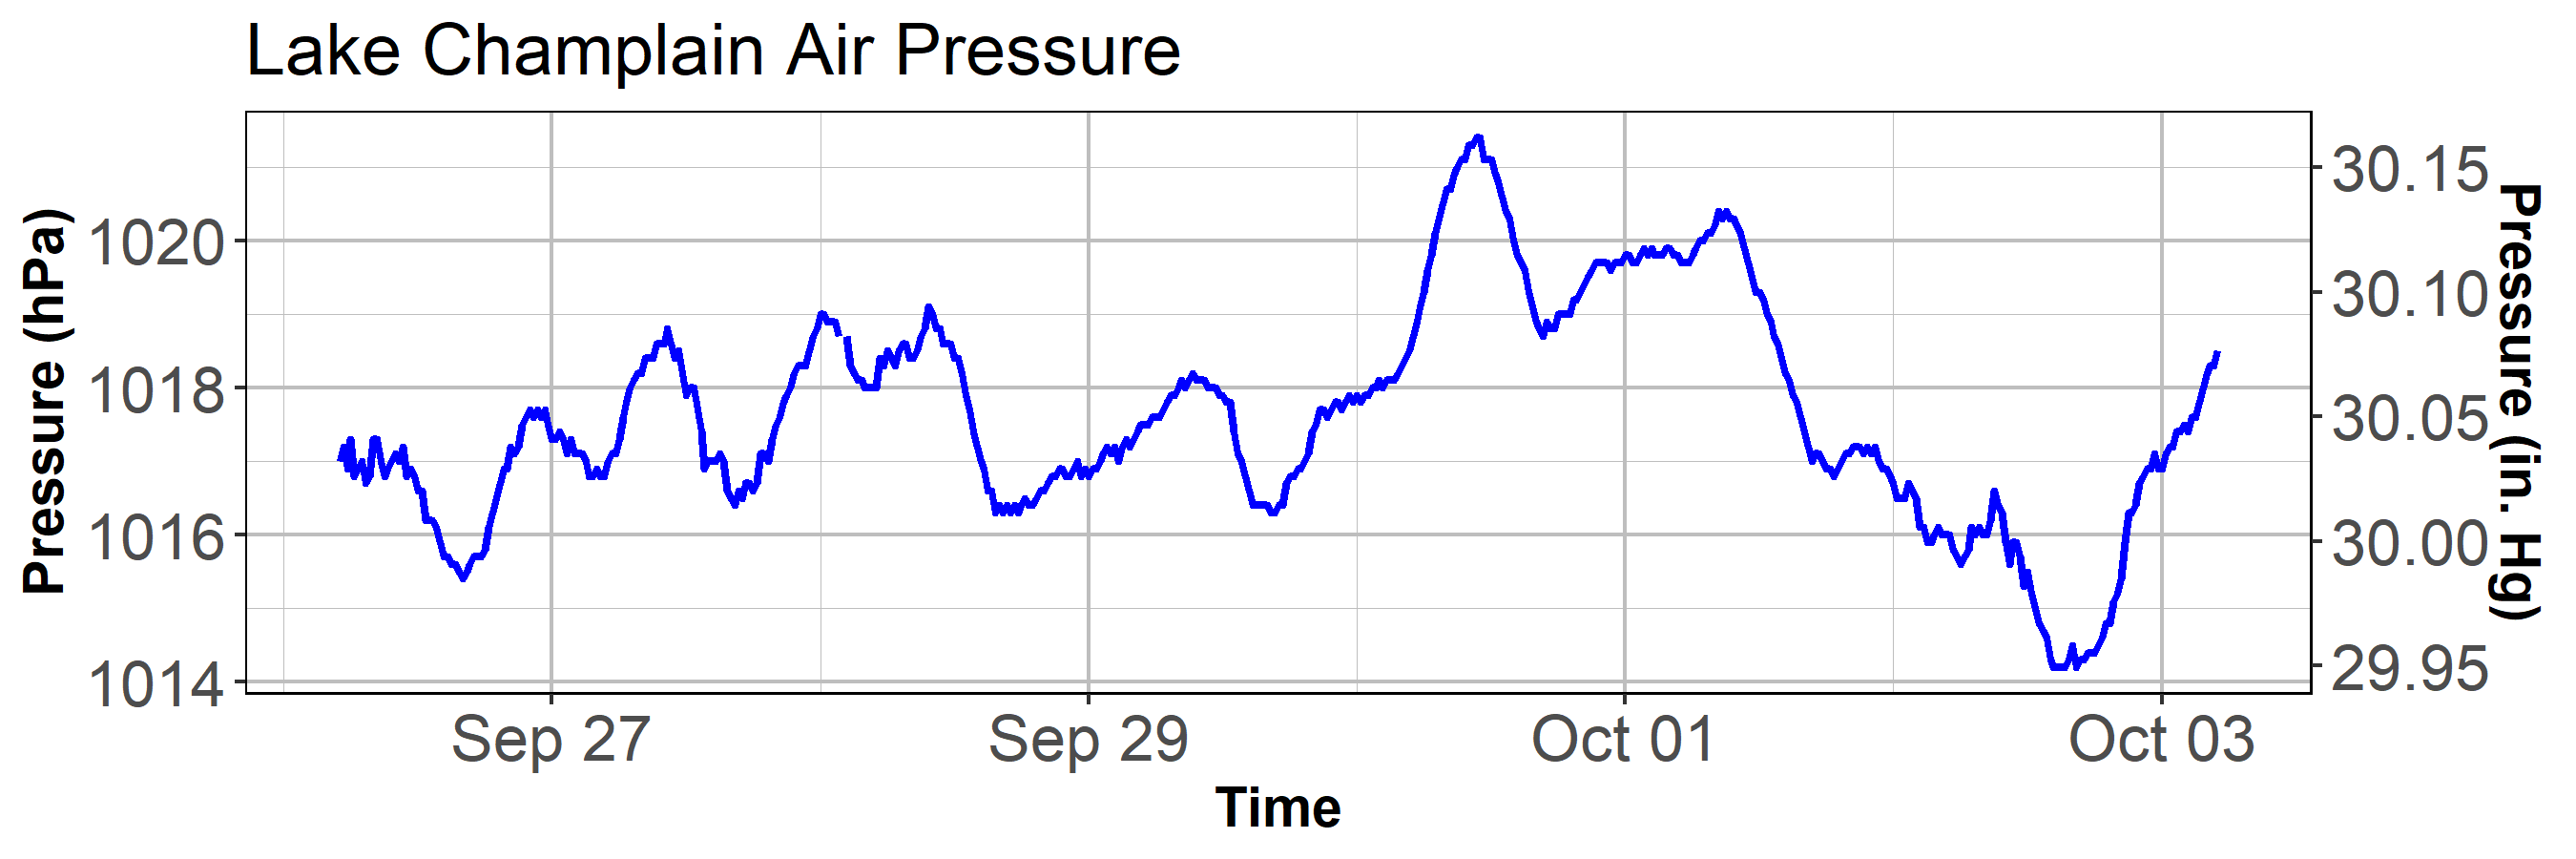 Lake Champlain Air Pressure
Pressure (hPa)
1020
1018
1016
1014
30.15
30.10
30.05
30.00
29.95
Pressure (in. Hg)
Sep 27
Sep 29
Oct 01
Oct 03
Time